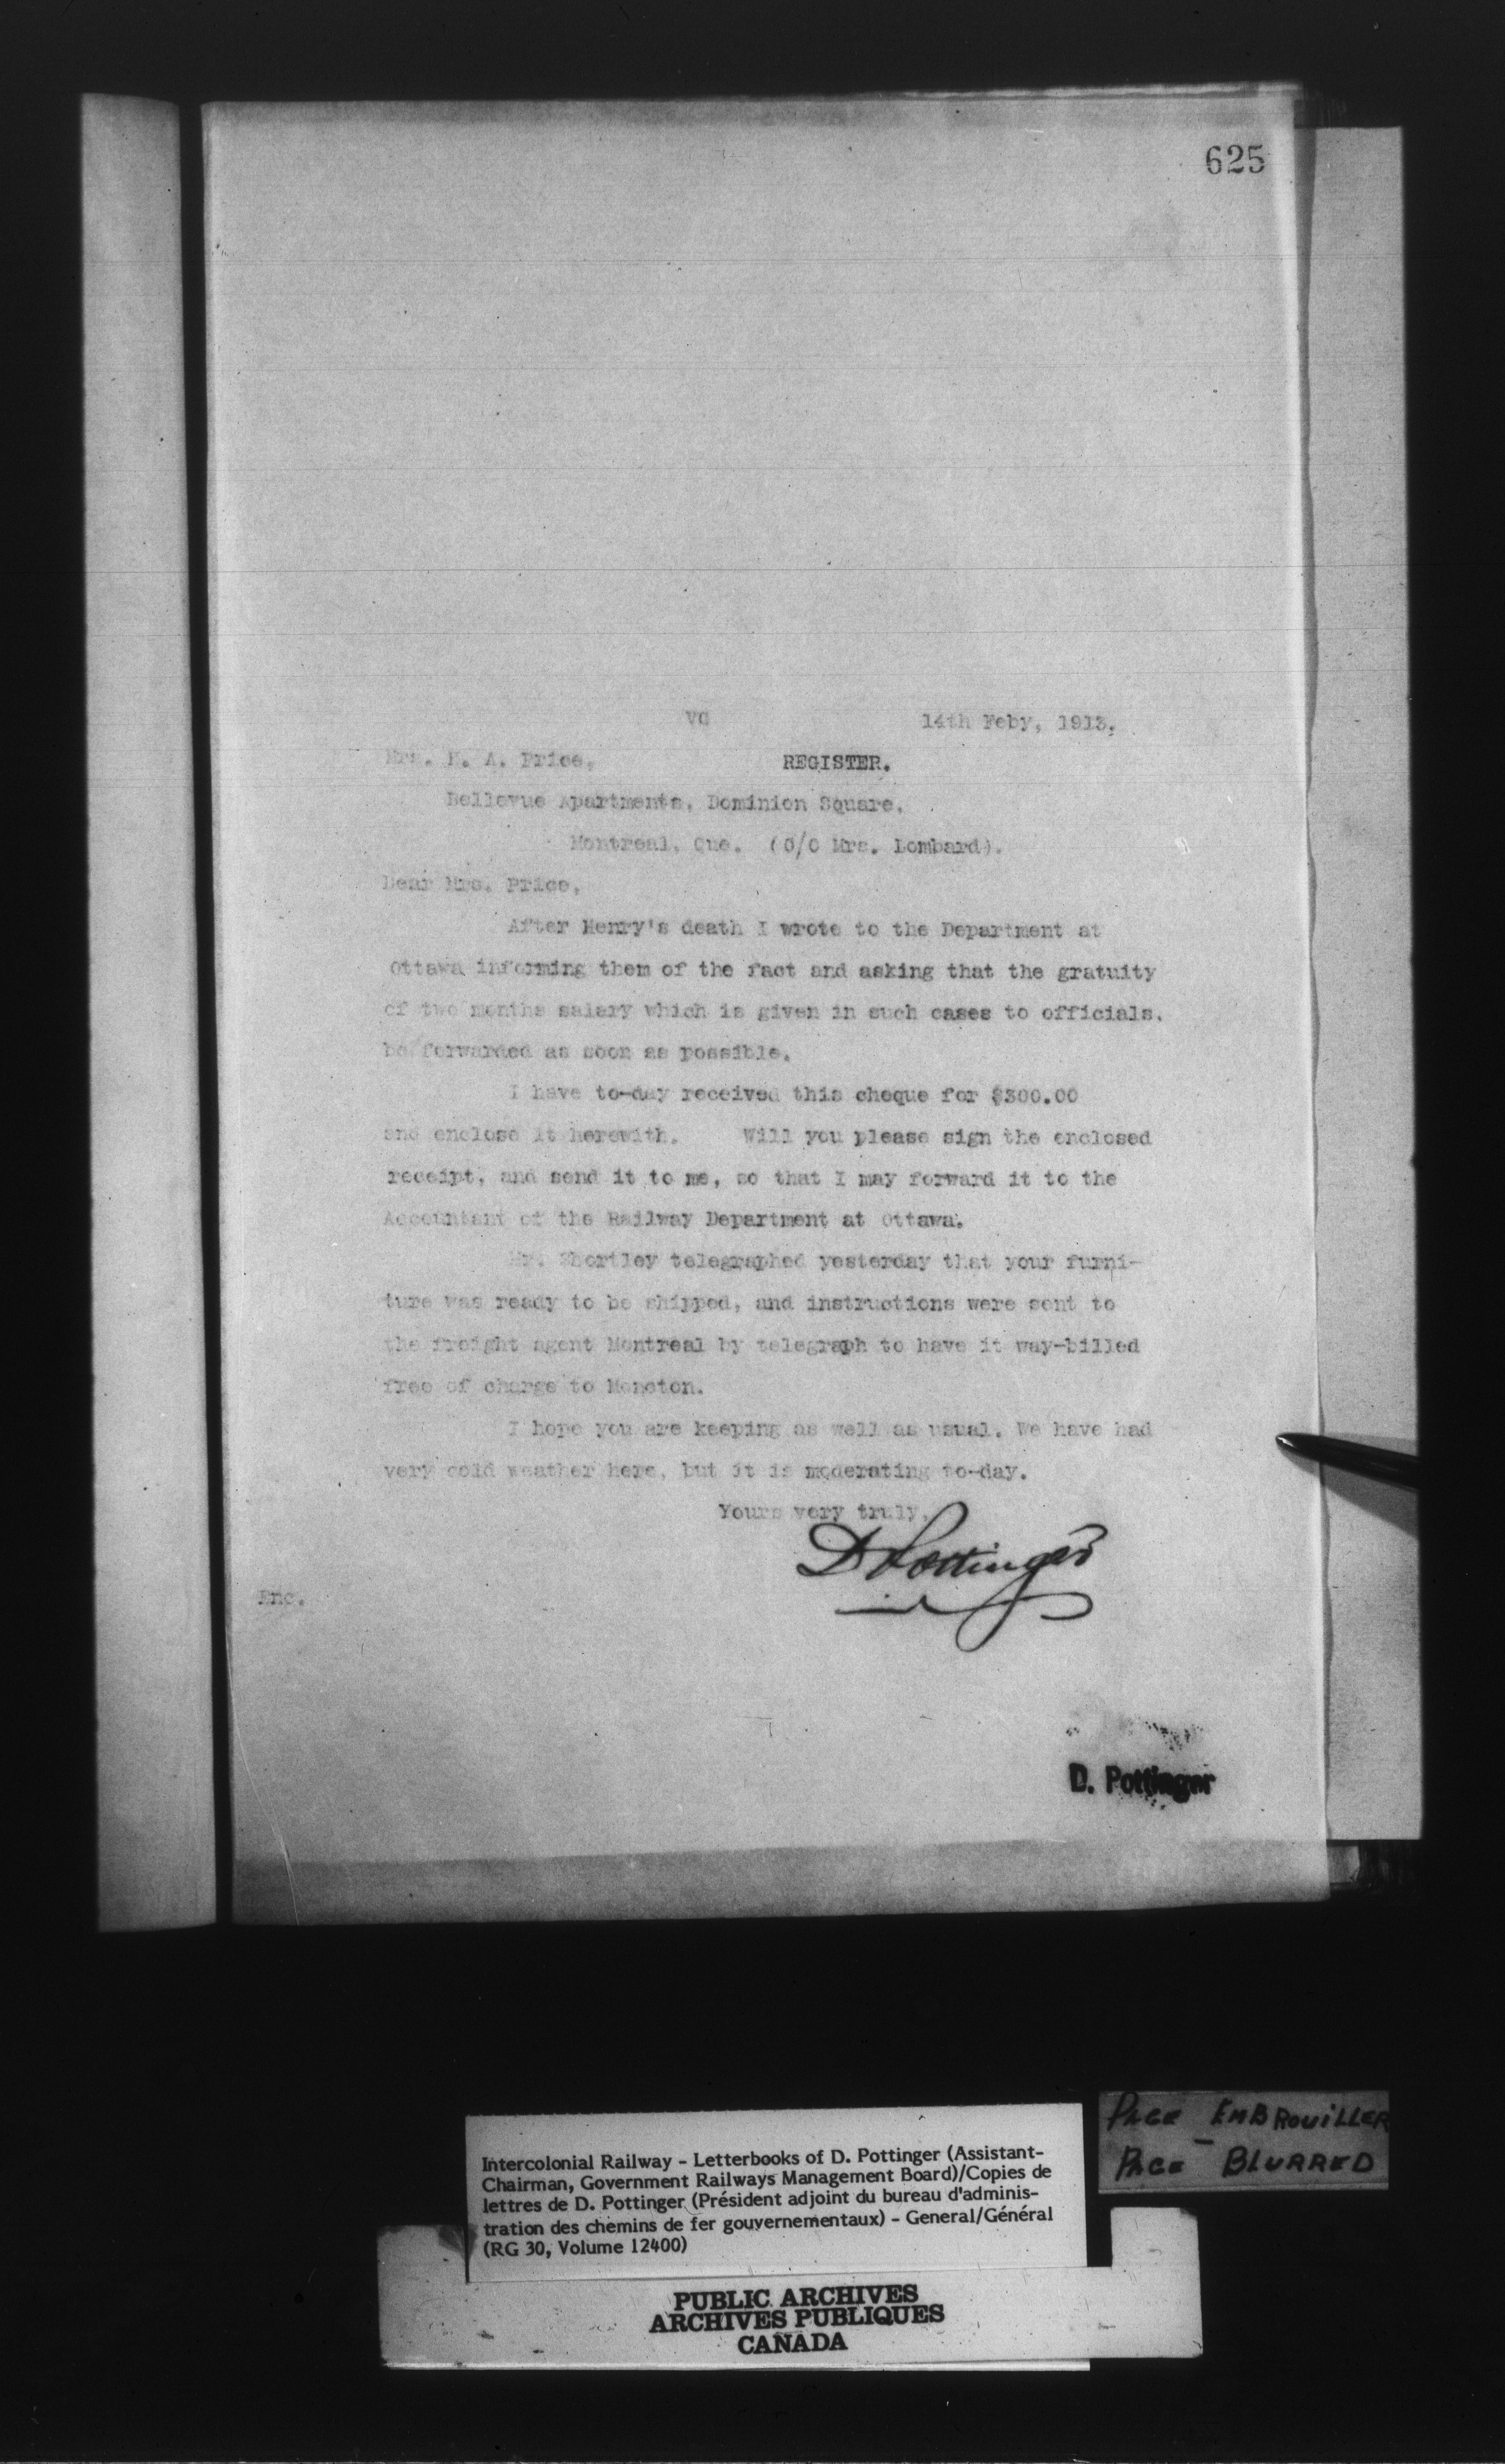 625
VG 14th Feby, 1913.
Mrs. H. A. Price,
REGISTER.
Bellevue Apartments, Dominion Square,
Montreal, Que. (C/O Mrs. Lombard).
Dear Mrs. Price,
After Henry's death I wrote to the Department at
Ottawa informing them of the fact and asking that the gratuity
of two months salary which is given in such cases to officials,
be forwarded as soon as possible.
I have to-day received this cheque for $300.00
and enclose it herewith. Will you please sign the enclosed
receipt, and send it to me, so that I may forward it to the
Accountant of the Railway Department at Ottawa.
Mr. Shortley telegraphed yesterday that your furni-
ture was ready to be shipped, and instructions were sent to
the freight agent Montreal by telegraph to have it way-billed
free of charge to Moncton.
I hope you are keeping as well as usual. We have had
very cold weather here, but it is moderating to-day.
Yours very truly,
D Pottinger
Enc.
D. Pottinger
PAGE EMBROUILLER
PAGE - BLURRED
Intercolonial Railway - Letterbooks of D. Pottinger (Assistant-
Chairman, Government Railways Management Board)/Copies de
lettres de D. Pottinger (Président adjoint du bureau d'adminis-
tration des chemins de fer gouvernementaux) - General/Général
(RG 30, Volume 12400)
PUBLIC ARCHIVES
ARCHIVES PUBLIQUES
CANADA